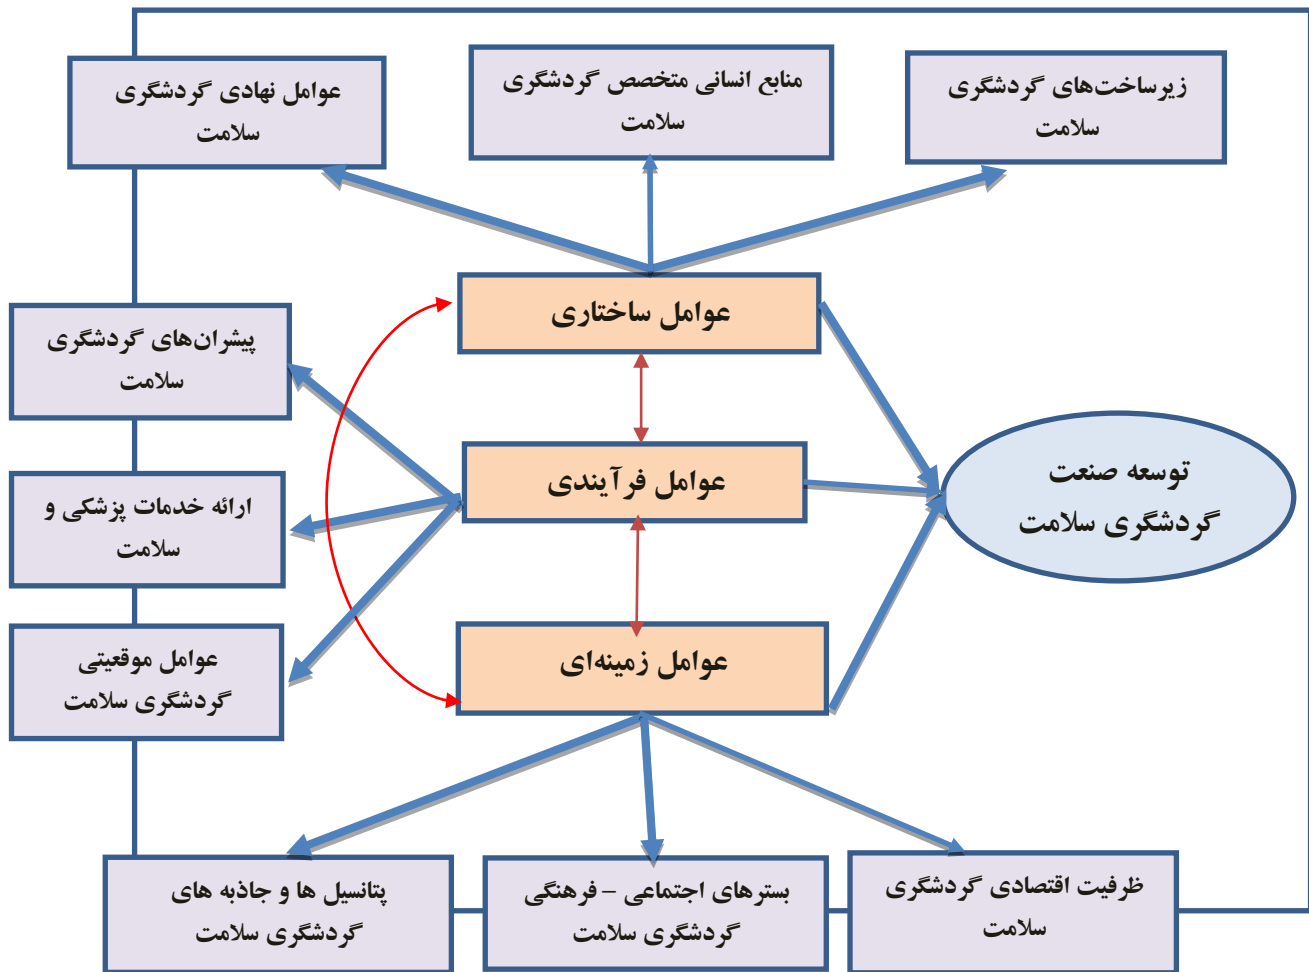 زیرساخت‌های گردشگری
سلامت
منابع انسانی متخصص گردشگری
سلامت
عوامل نهادی گردشگری
سلامت
عوامل ساختاری
پیشران‌های گردشگری
سلامت
عوامل فرآیندی
توسعه صنعت
گردشگری سلامت
ارائه خدمات پزشکی و
سلامت
عوامل زمینه‌ای
عوامل موقعیتی
گردشگری سلامت
ظرفیت اقتصادی گردشگری
سلامت
بسترهای اجتماعی – فرهنگی
گردشگری سلامت
پتانسیل ها و جاذبه های
گردشگری سلامت